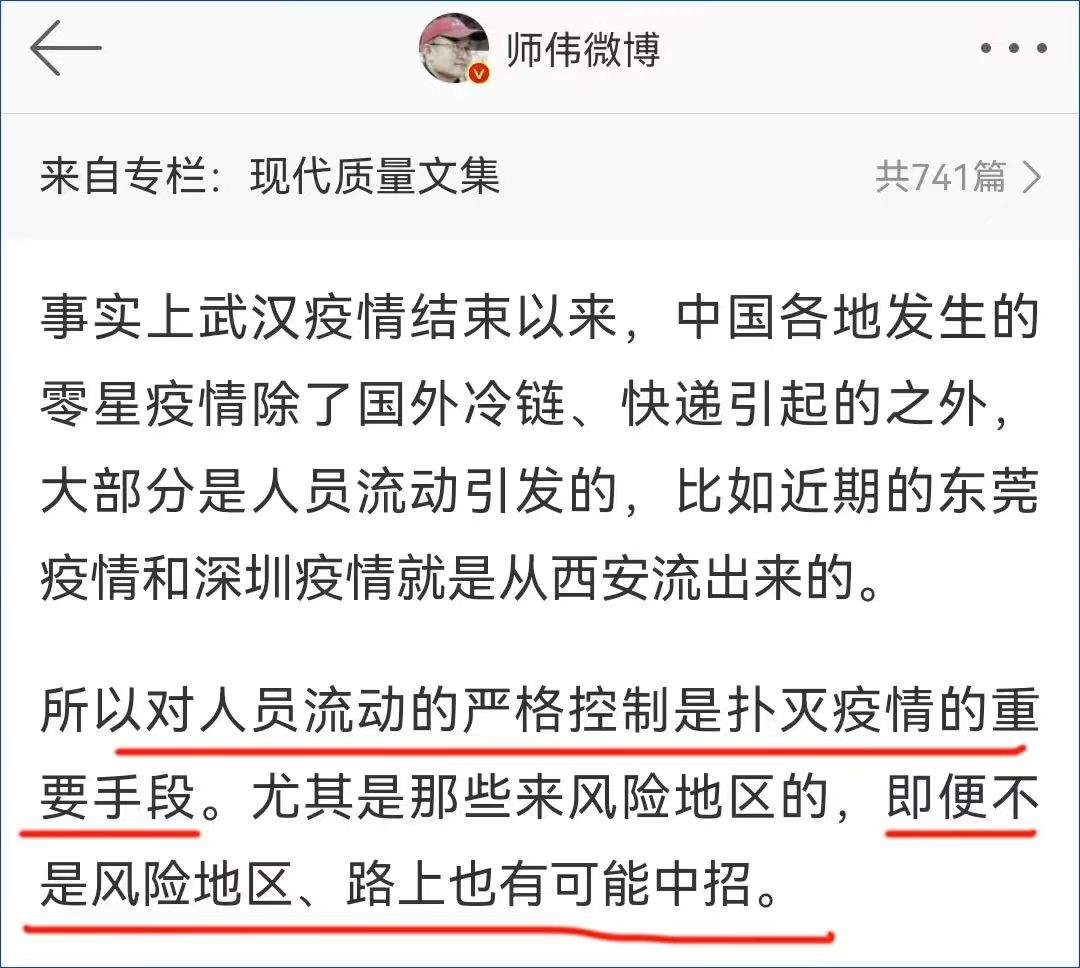 师伟微博
来自专栏：现代质量文集
共741篇
事实上武汉疫情结束以来，中国各地发生的
零星疫情除了国外冷链、快递引起的之外，
大部分是人员流动引发的，比如近期的东莞
疫情和深圳疫情就是从西安流出来的。
所以对人员流动的严格控制是扑灭疫情的重
要手段。尤其是那些来风险地区的，即便不
是风险地区、路上也有可能中招。